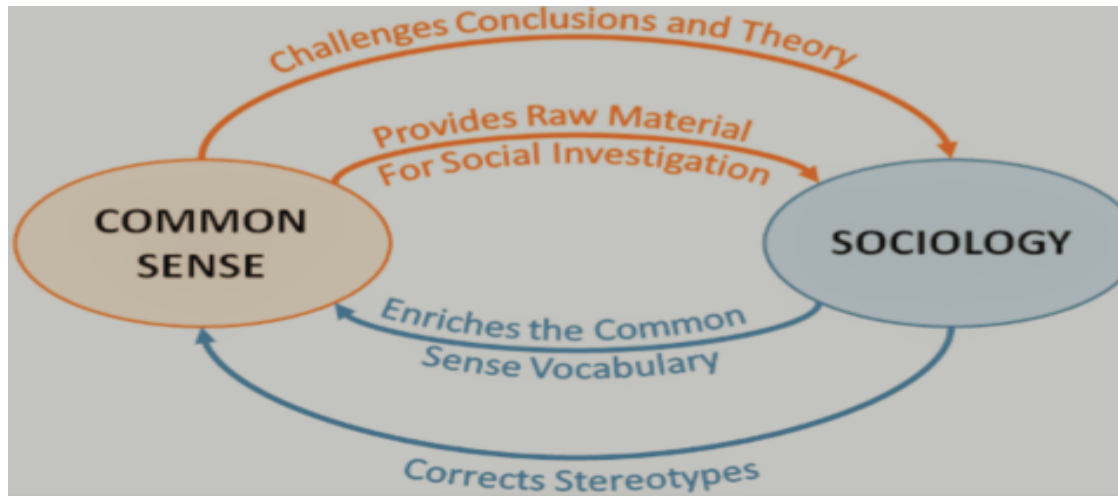 Challenges Conclusions and Theory
Provides Raw Material
For Social Investigation
COMMON
SENSE
SOCIOLOGY
Enriches the Common
Sense Vocabulary
Corrects Stereotypes